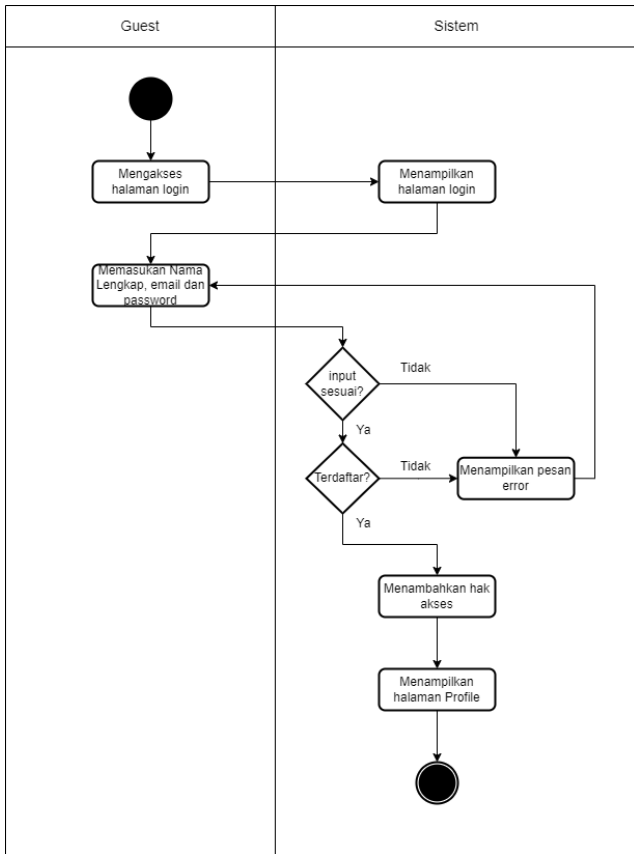 Guest
Sistem
Mengakses
halaman login
Menampilkan
halaman login
Memasukan Nama
Lengkap, email dan
password
input
sesuai?
Tidak
Ya
Terdaftar?
Tidak
Menampilkan pesan
error
Ya
Menambahkan hak
akses
Menampilkan
halaman Profile